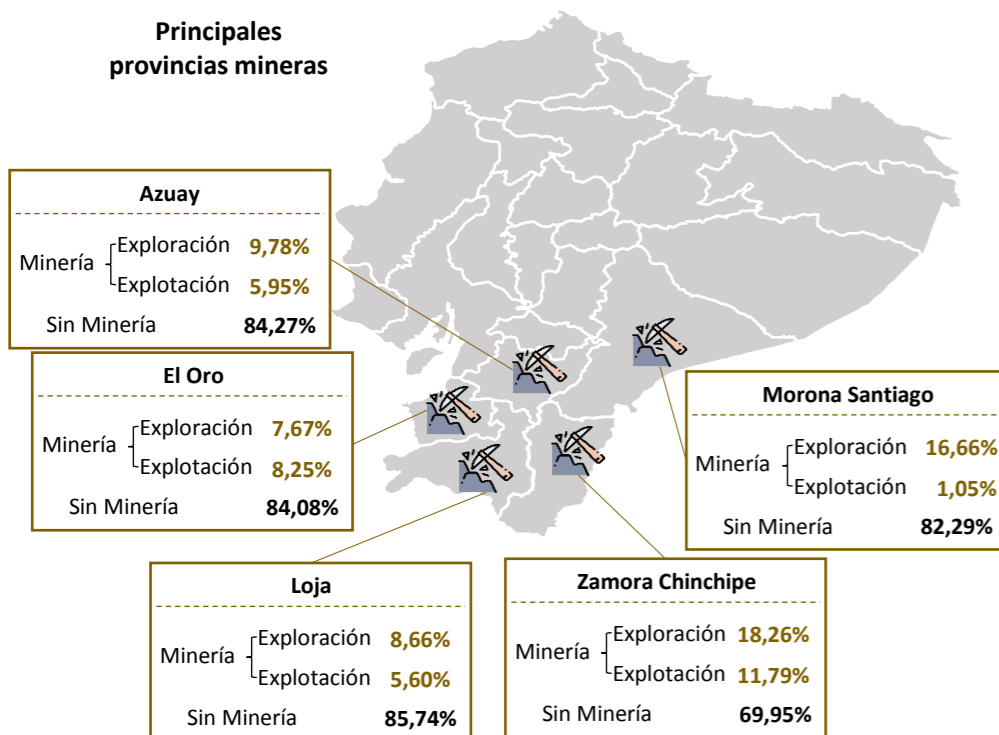 Principales
provincias mineras
Azuay
Minería
Exploración 9,78%
Explotación 5,95%
Sin Minería 84,27%
El Oro
Minería
Exploración 7,67%
Explotación 8,25%
Sin Minería 84,08%
Morona Santiago
Minería
Exploración 16,66%
Explotación 1,05%
Sin Minería 82,29%
Loja
Minería
Exploración 8,66%
Explotación 5,60%
Sin Minería 85,74%
Zamora Chinchipe
Minería
Exploración 18,26%
Explotación 11,79%
Sin Minería 69,95%